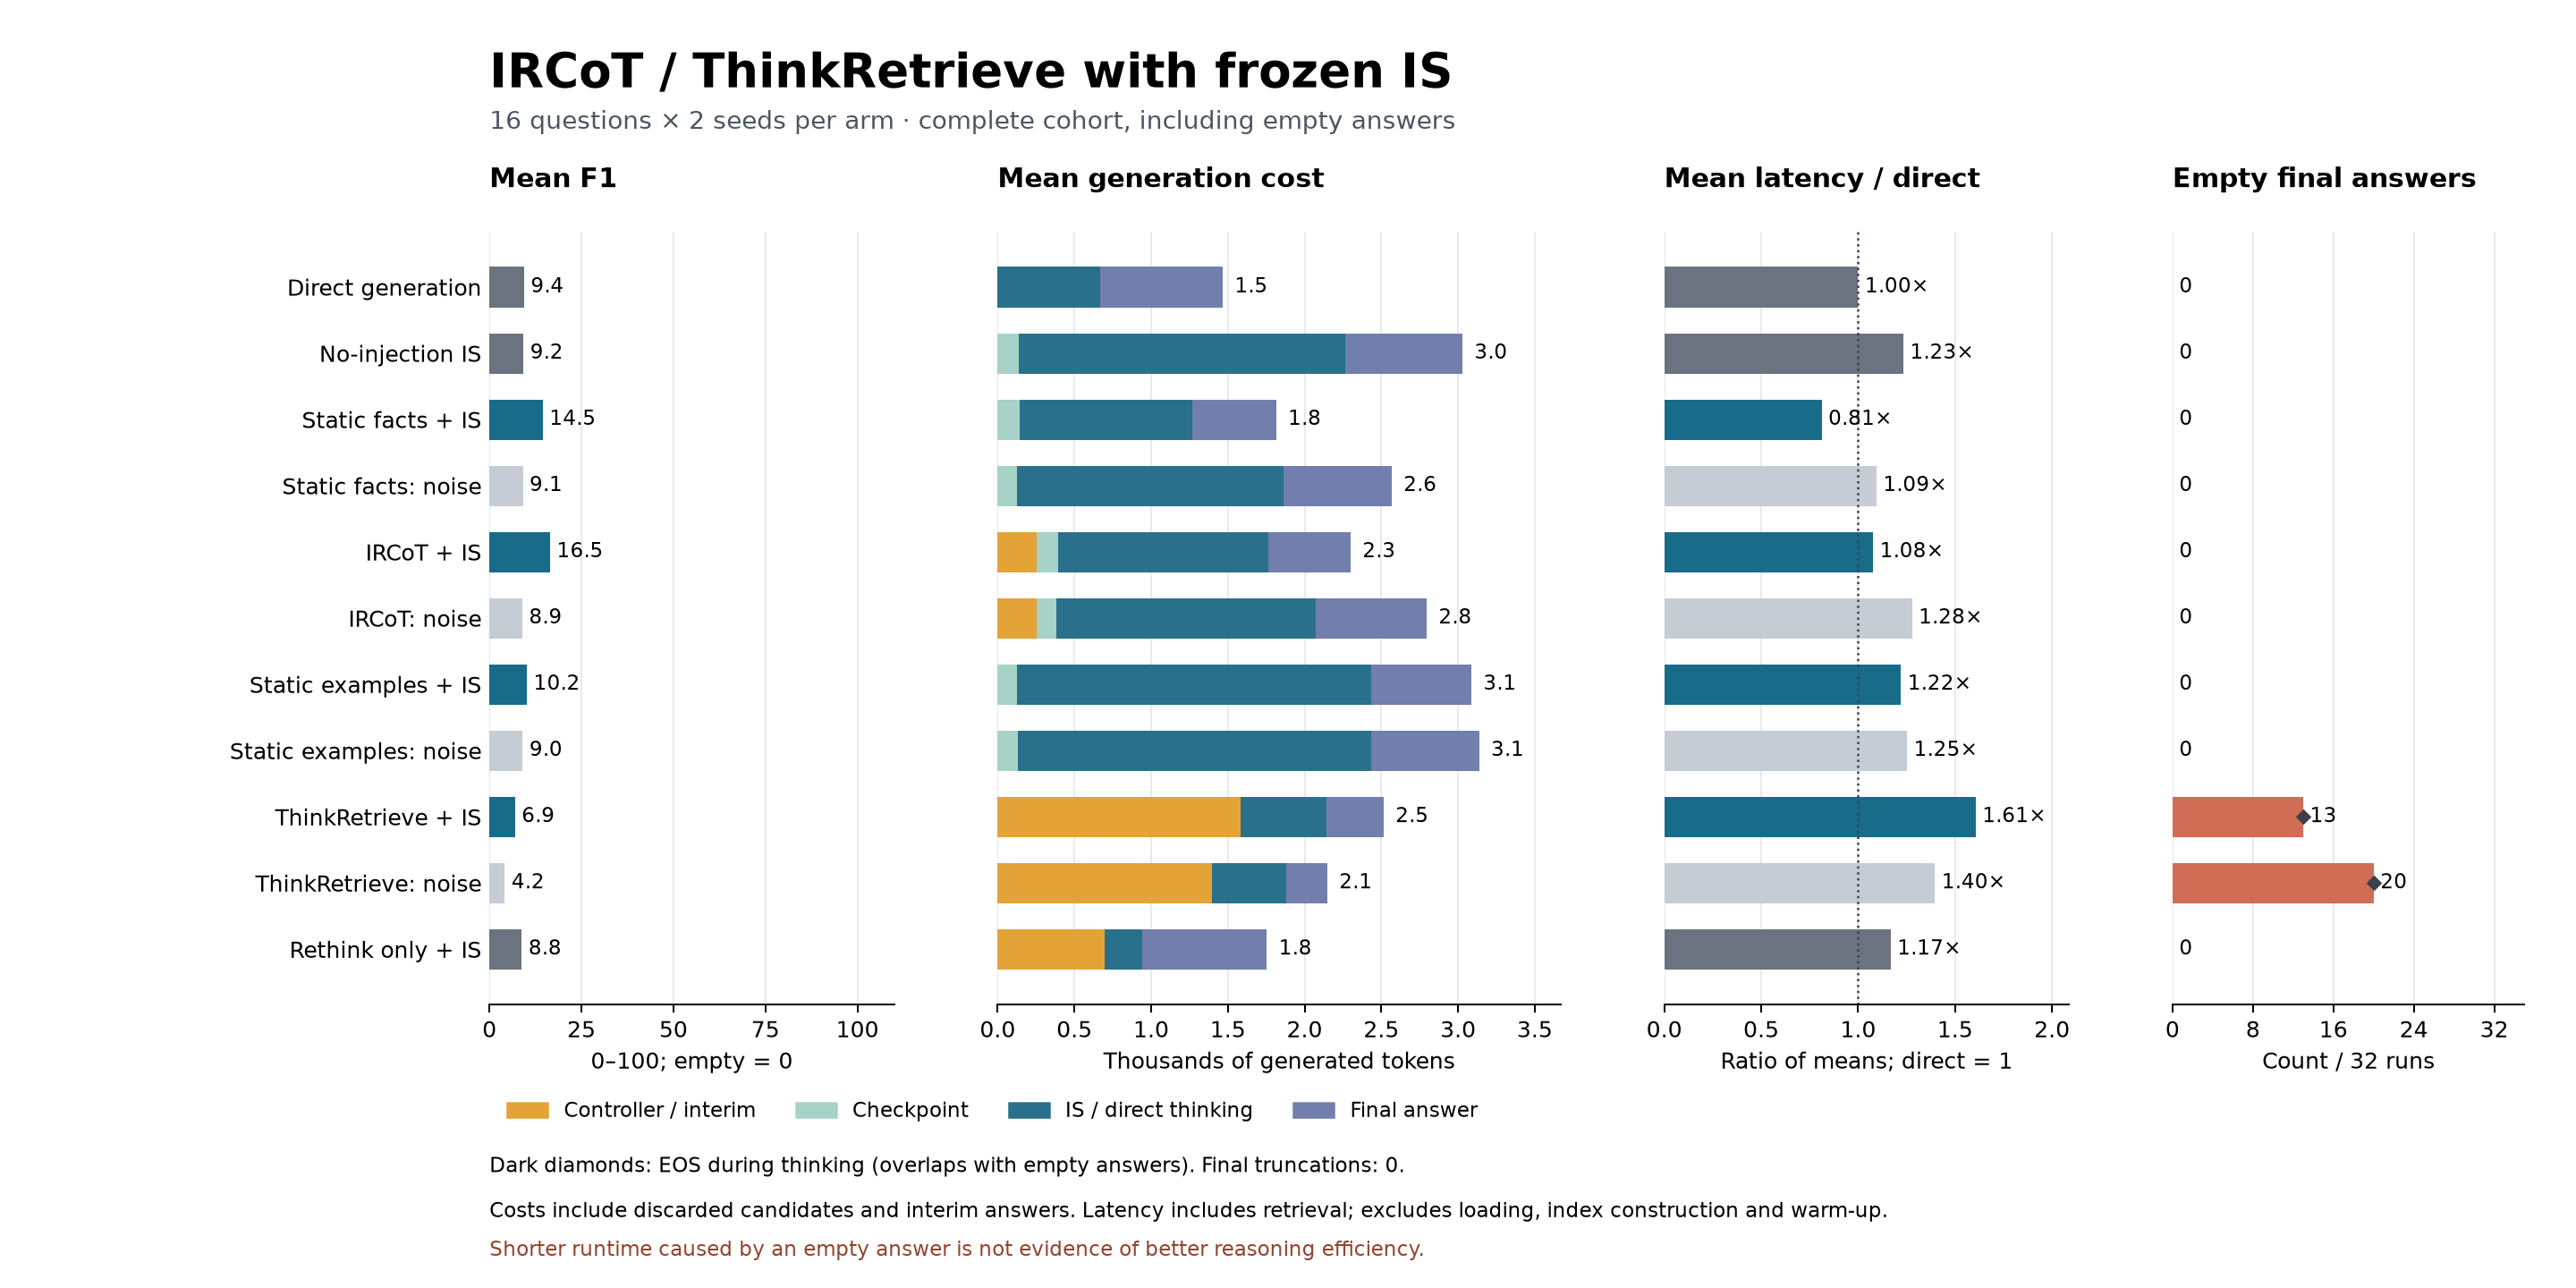 IRCoT / ThinkRetrieve with frozen IS
16 questions × 2 seeds per arm · complete cohort, including empty answers
Mean F1
Mean generation cost
Mean latency / direct
Empty final answers
Direct generation 9.4 1.5 1.00× 0
No-injection IS 9.2 3.0 1.23× 0
Static facts + IS 14.5 1.8 0.81× 0
Static facts: noise 9.1 2.6 1.09× 0
IRCoT + IS 16.5 2.3 1.08× 0
IRCoT: noise 8.9 2.8 1.28× 0
Static examples + IS 10.2 3.1 1.22× 0
Static examples: noise 9.0 3.1 1.25× 0
ThinkRetrieve + IS 6.9 2.5 1.61× 13
ThinkRetrieve: noise 4.2 2.1 1.40× 20
Rethink only + IS 8.8 1.8 1.17× 0
0 25 50 75 100
0.0 0.5 1.0 1.5 2.0 2.5 3.0 3.5
0.0 0.5 1.0 1.5 2.0
0 8 16 24 32
0–100; empty = 0
Thousands of generated tokens
Ratio of means; direct = 1
Count / 32 runs
Controller / interim
Checkpoint
IS / direct thinking
Final answer
Dark diamonds: EOS during thinking (overlaps with empty answers). Final truncations: 0.
Costs include discarded candidates and interim answers. Latency includes retrieval; excludes loading, index construction and warm-up.
Shorter runtime caused by an empty answer is not evidence of better reasoning efficiency.